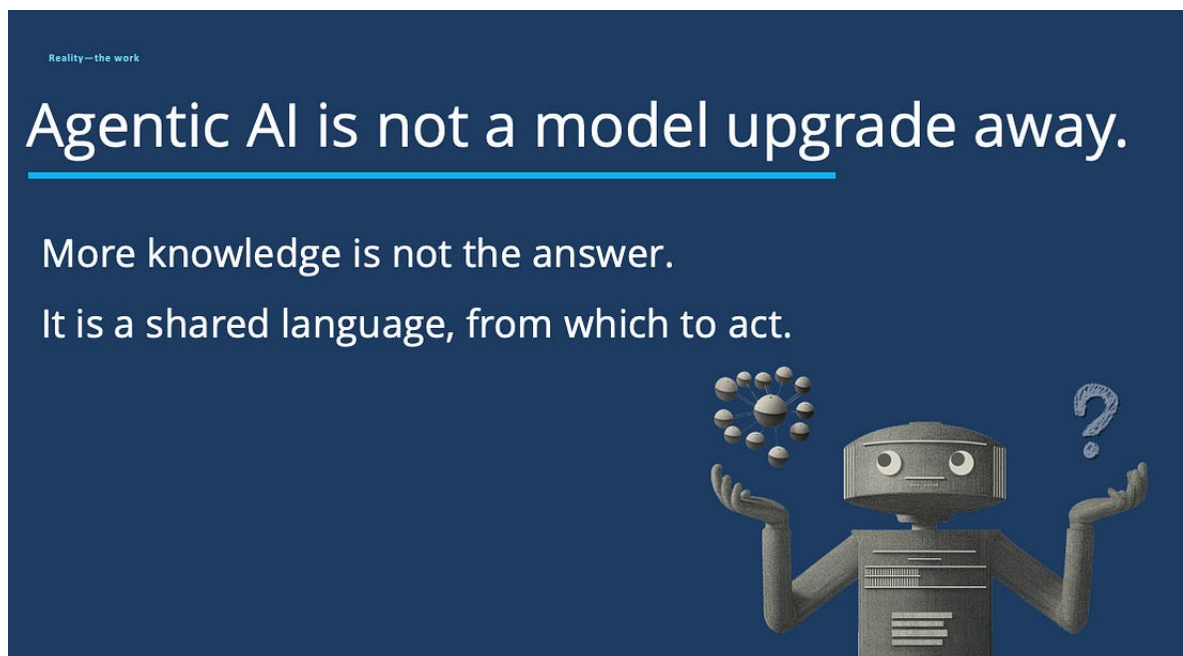 Reality—the work
Agentic AI is not a model upgrade away.
More knowledge is not the answer.
It is a shared language, from which to act.
?